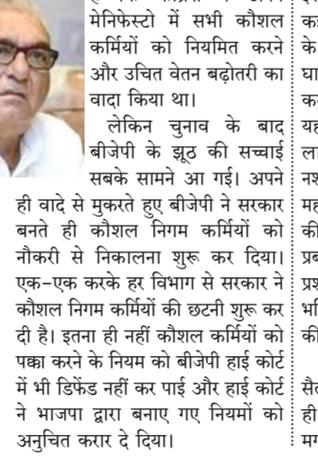 मेनिफेस्टो में सभी कौशल
कर्मियों को नियमित करने
और उचित वेतन बढ़ोतरी का
वादा किया था।
लेकिन चुनाव के बाद
बीजेपी के झूठ की सच्चाई
सबके सामने आ गई। अपने
ही वादे से मुकरते हुए बीजेपी ने सरकार
बनते ही कौशल निगम कर्मियों को
नौकरी से निकालना शुरू कर दिया।
एक-एक करके हर विभाग से सरकार ने
कौशल निगम कर्मियों की छटनी शुरू कर
दी है। इतना ही नहीं कौशल कर्मियों को
पक्का करने के नियम को बीजेपी हाई कोर्ट
में भी डिफेंड नहीं कर पाई और हाई कोर्ट
ने भाजपा द्वारा बनाए गए नियमों को
अनुचित करार दे दिया।